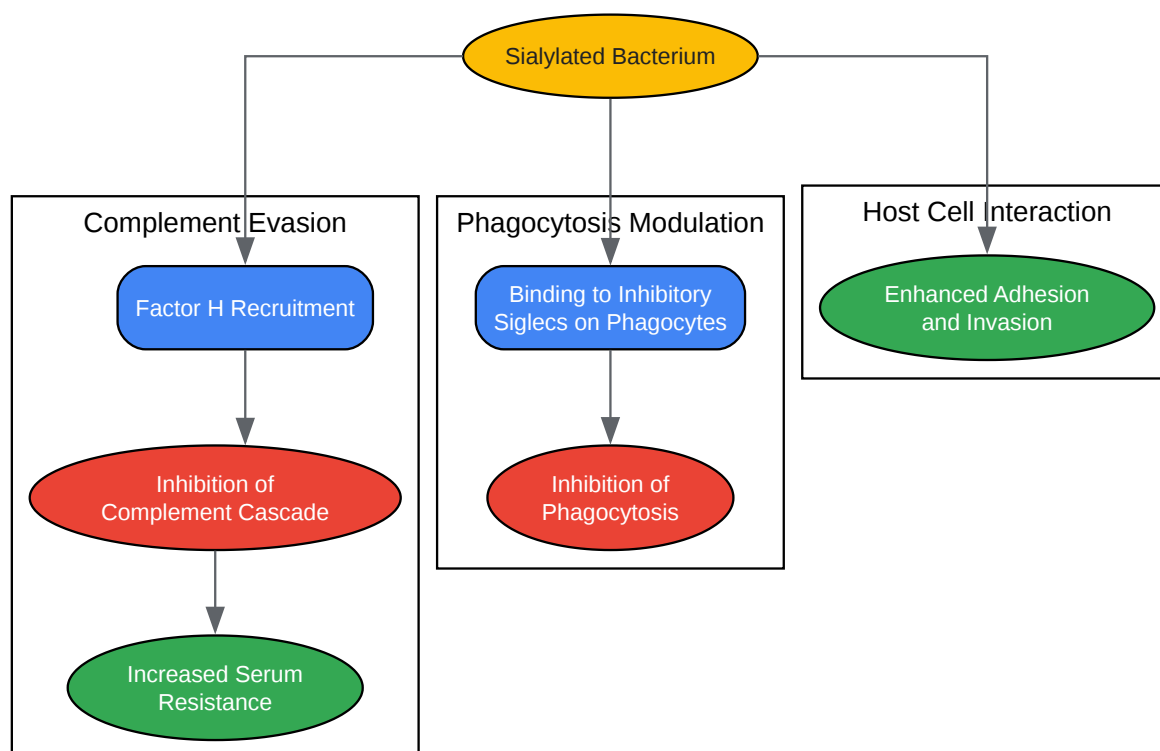 Sialylated Bacterium
Complement Evasion
Factor H Recruitment
Inhibition of
Complement Cascade
Increased Serum
Resistance
Phagocytosis Modulation
Binding to Inhibitory
Siglecs on Phagocytes
Inhibition of
Phagocytosis
Host Cell Interaction
Enhanced Adhesion
and Invasion